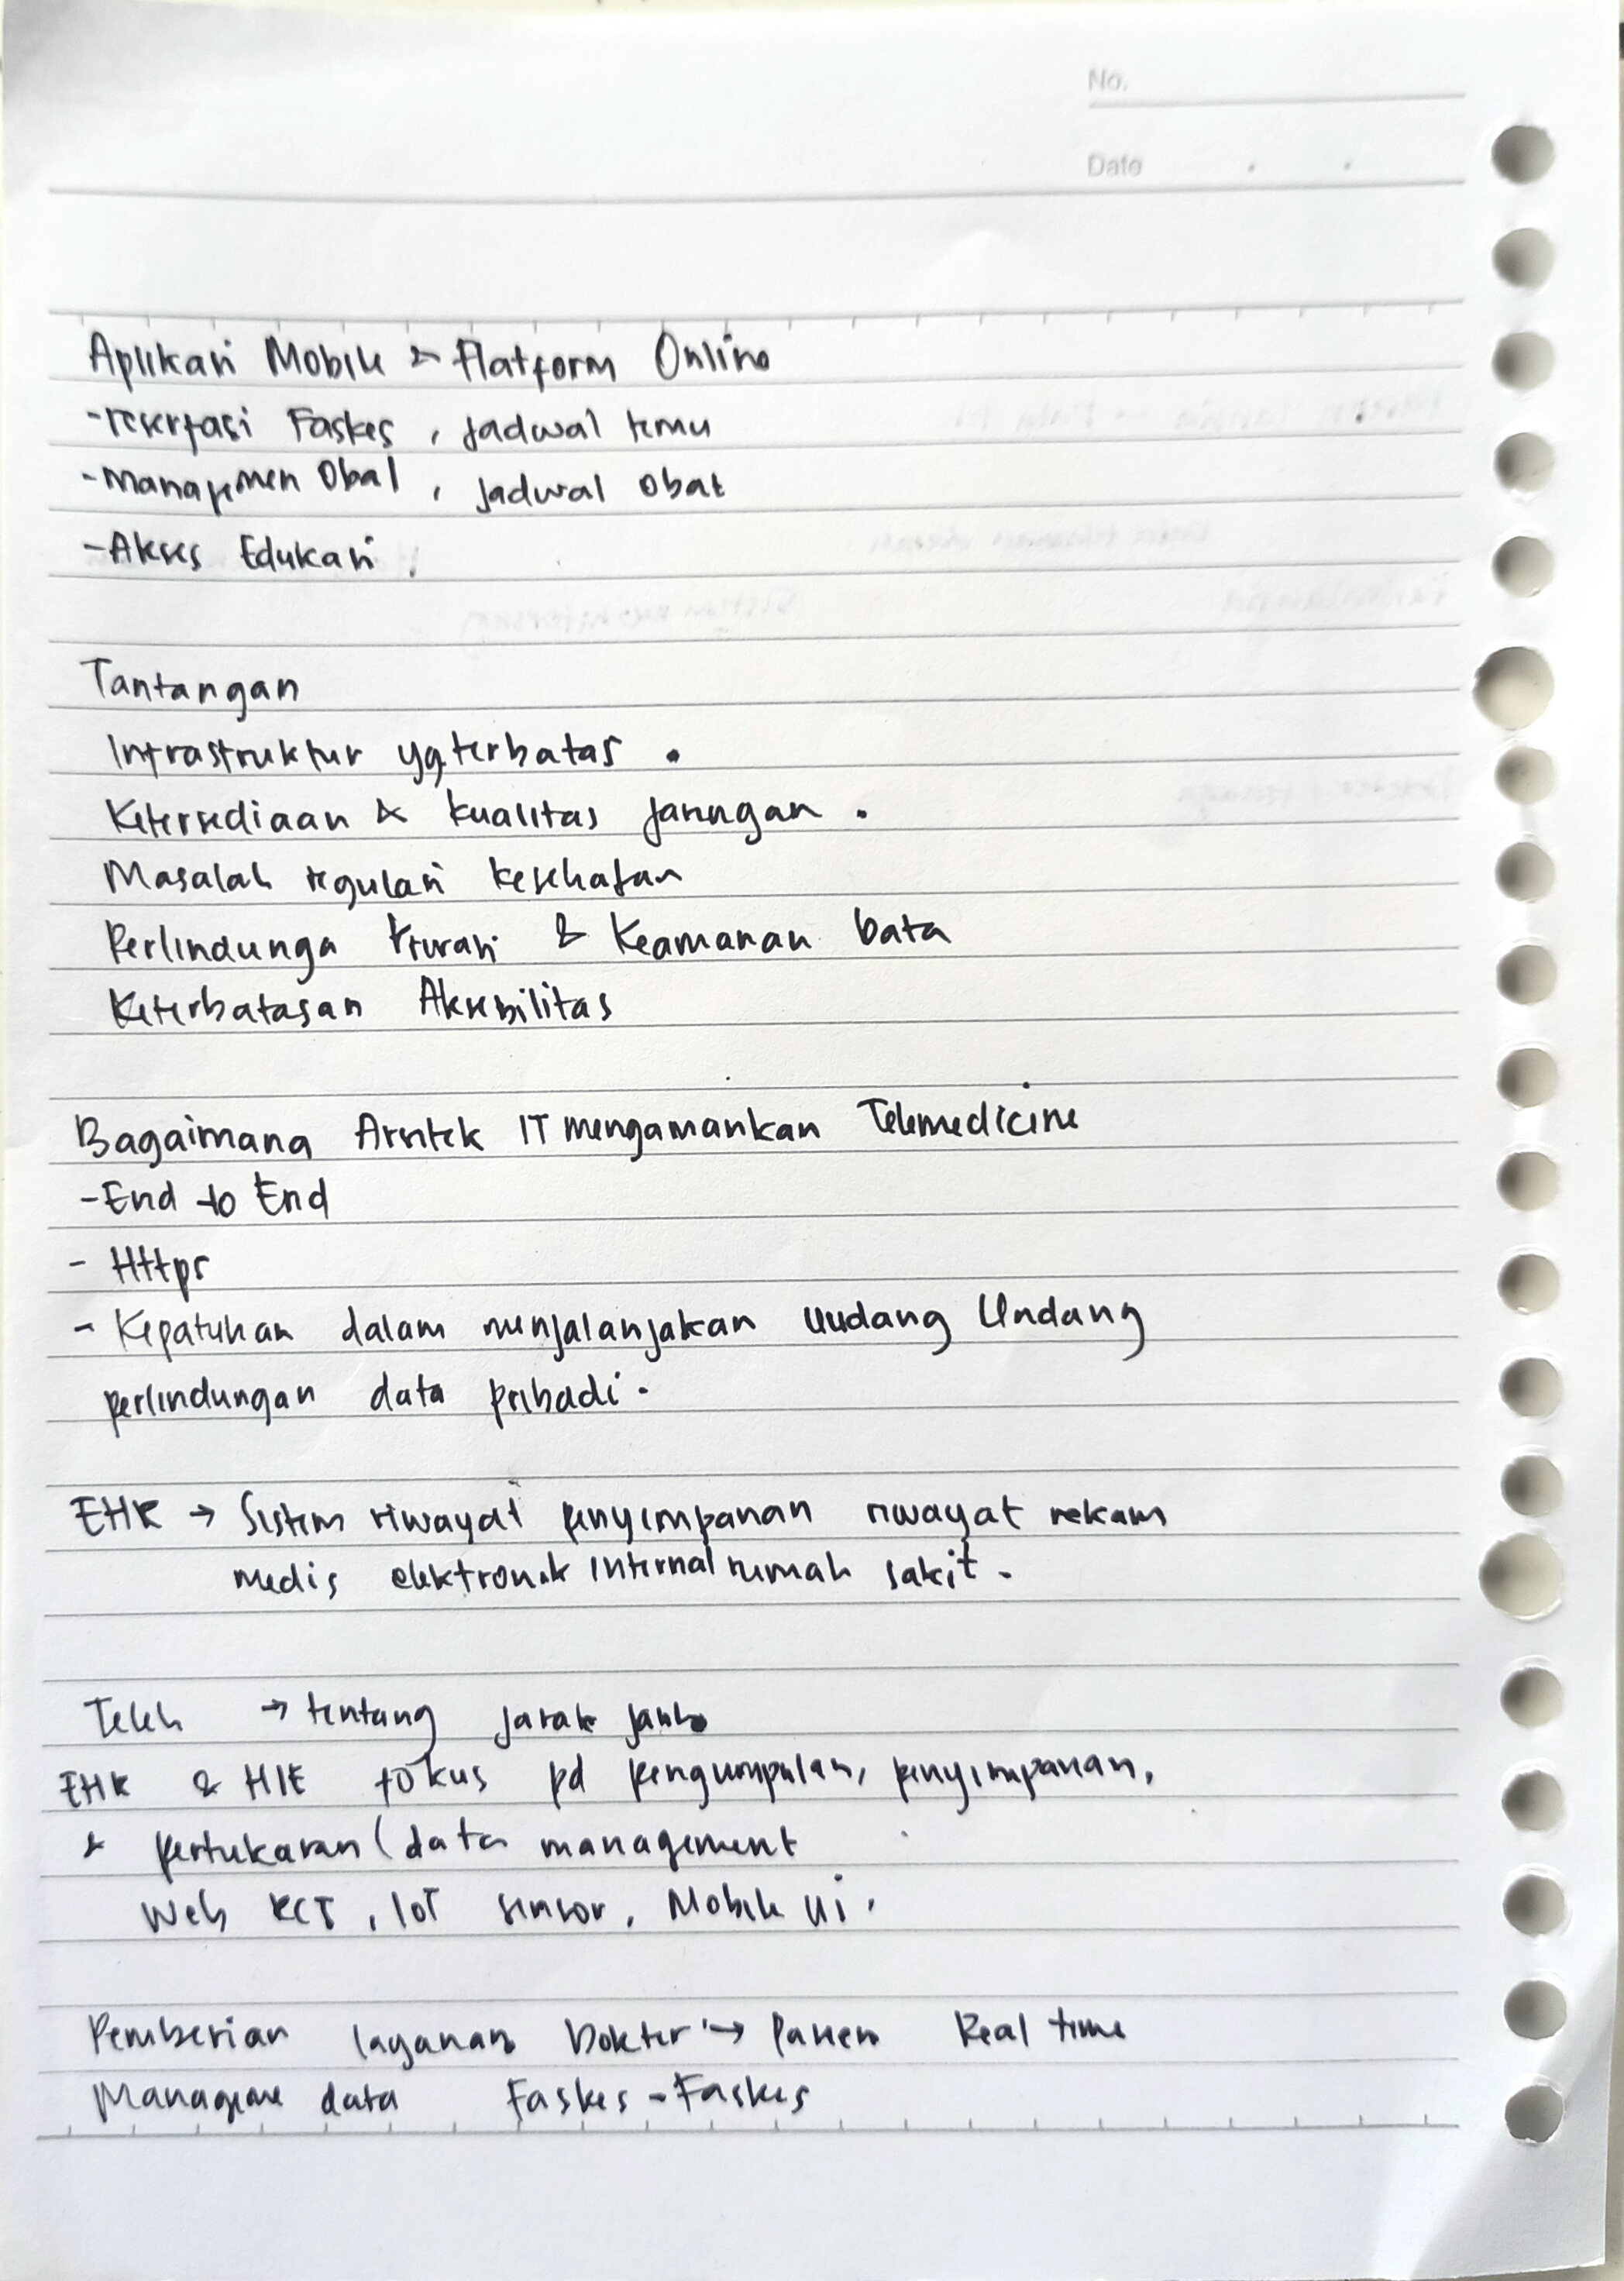 No.
Date
Aplikasi Mobile & Flatform Online
-reserfasi Faskes, jadwal temu
-Manajemen Obat, jadwal obat
-Akses Edukasi.
Tantangan
Infrastruktur yg terbatas.
Ketersediaan & kualitas jaringan.
Masalah regulasi kesehatan
Perlindunga Privasi & Keamanan Data
Keterbatasan Aksesbilitas
Bagaimana Arsitek IT mengamankan Telemedicine
-End to End
- Https
- Kepatuhan dalam menjalanjakan Undang Undang
perlindungan data pribadi.
EHR → Sistem riwayat penyimpanan riwayat rekam
medis elektronik internal rumah sakit.
Teleh → tentang jarak jauh
EHR & HIE fokus pd pengumpulan, penyimpanan,
& pertukaran (data management
Web RCT, IoT sensor, Mobile Ui.
Pemberian layanan Dokter → Pasien Real time
Manageme data Faskes - Faskes